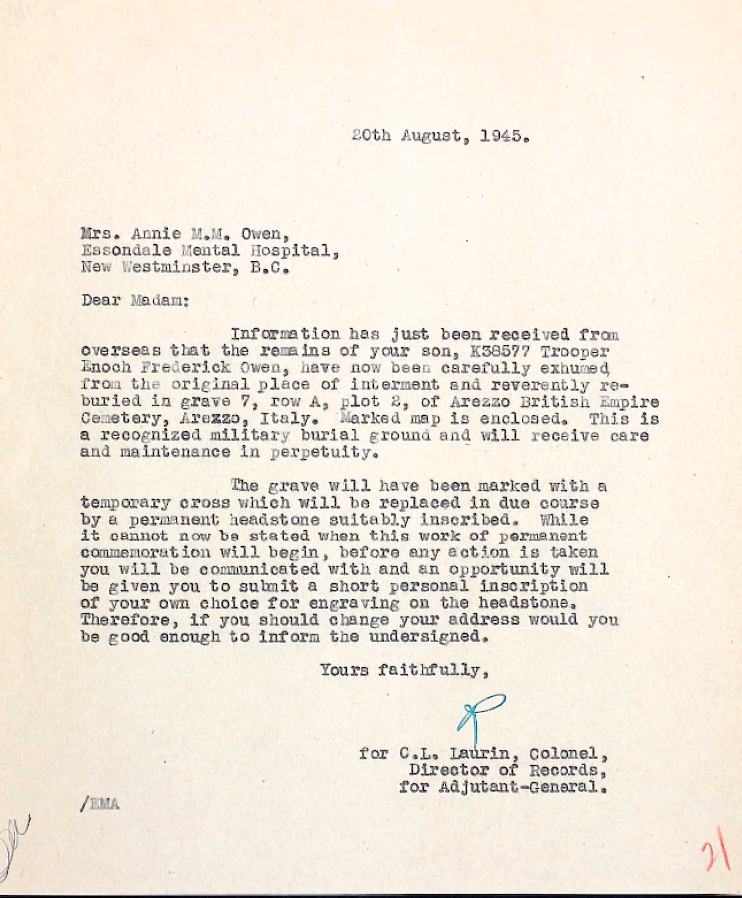 20th August, 1945.
Mrs. Annie M.M. Owen,
Essondale Mental Hospital,
New Westminster, B.C.
Dear Madam:
Information has just been received from
overseas that the remains of your son, K38577 Trooper
Enoch Frederick Owen, have now been carefully exhumed
from the original place of interment and reverently re-
buried in grave 7, row A, plot 2, of Arezzo British Empire
Cemetery, Arezzo, Italy. Marked map is enclosed. This is
a recognized military burial ground and will receive care
and maintenance in perpetuity.
The grave will have been marked with a
temporary cross which will be replaced in due course
by a permanent headstone suitably inscribed. While
it cannot now be stated when this work of permanent
commemoration will begin, before any action is taken
you will be communicated with and an opportunity will
be given you to submit a short personal inscription
of your own choice for engraving on the headstone.
Therefore, if you should change your address would you
be good enough to inform the undersigned.
Yours faithfully,
for C.L. Laurin, Colonel,
Director of Records,
for Adjutant-General.
/EMA
21